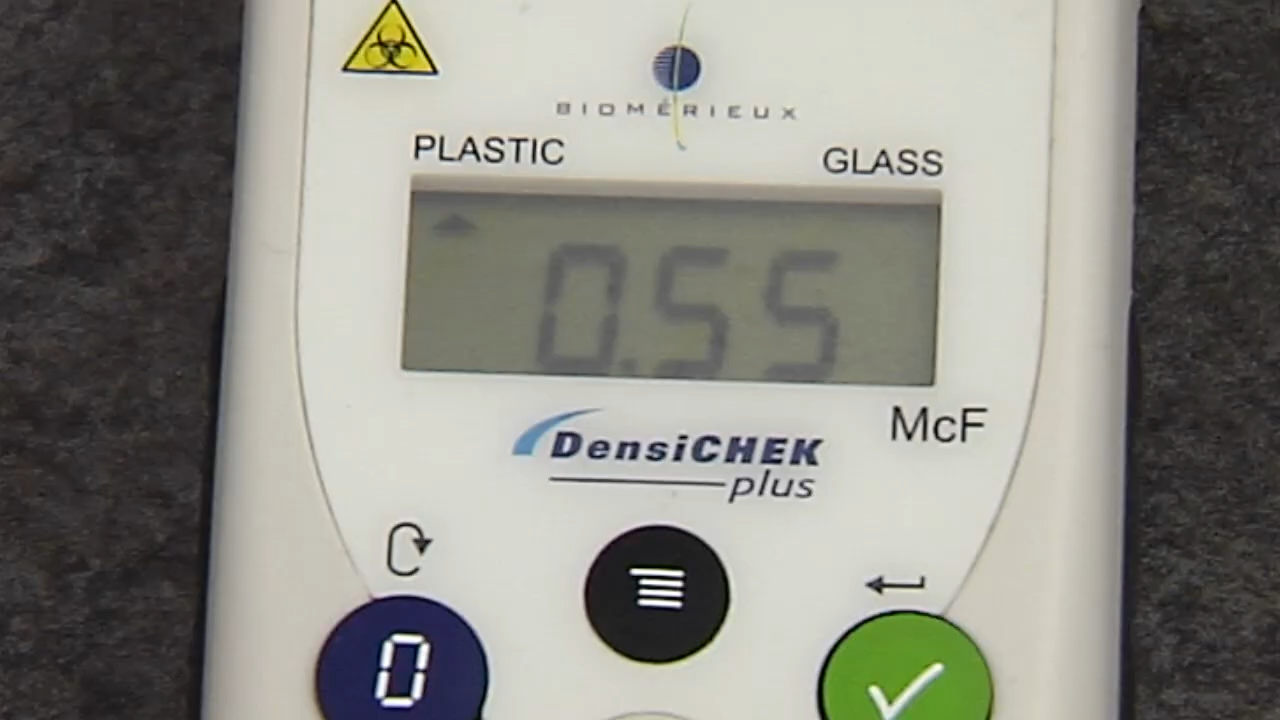 BIOMÉRIEUX
PLASTIC GLASS
0.55
McF
DensiCHEK
plus
0